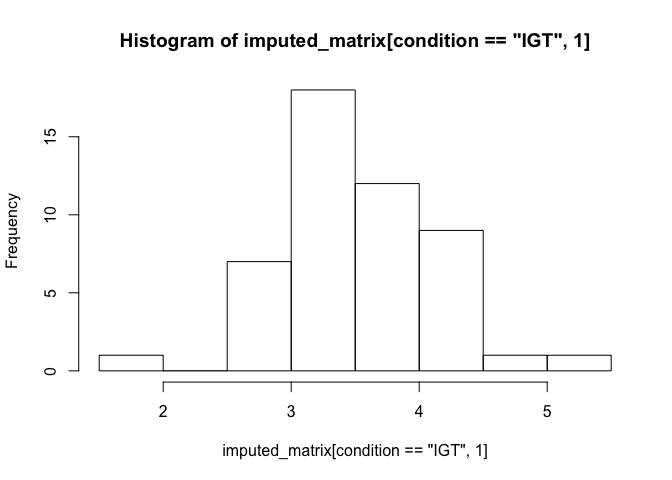 Histogram of imputed_matrix[condition == "IGT", 1]
Frequency
15
10
5
0
2 3 4 5
imputed_matrix[condition == "IGT", 1]